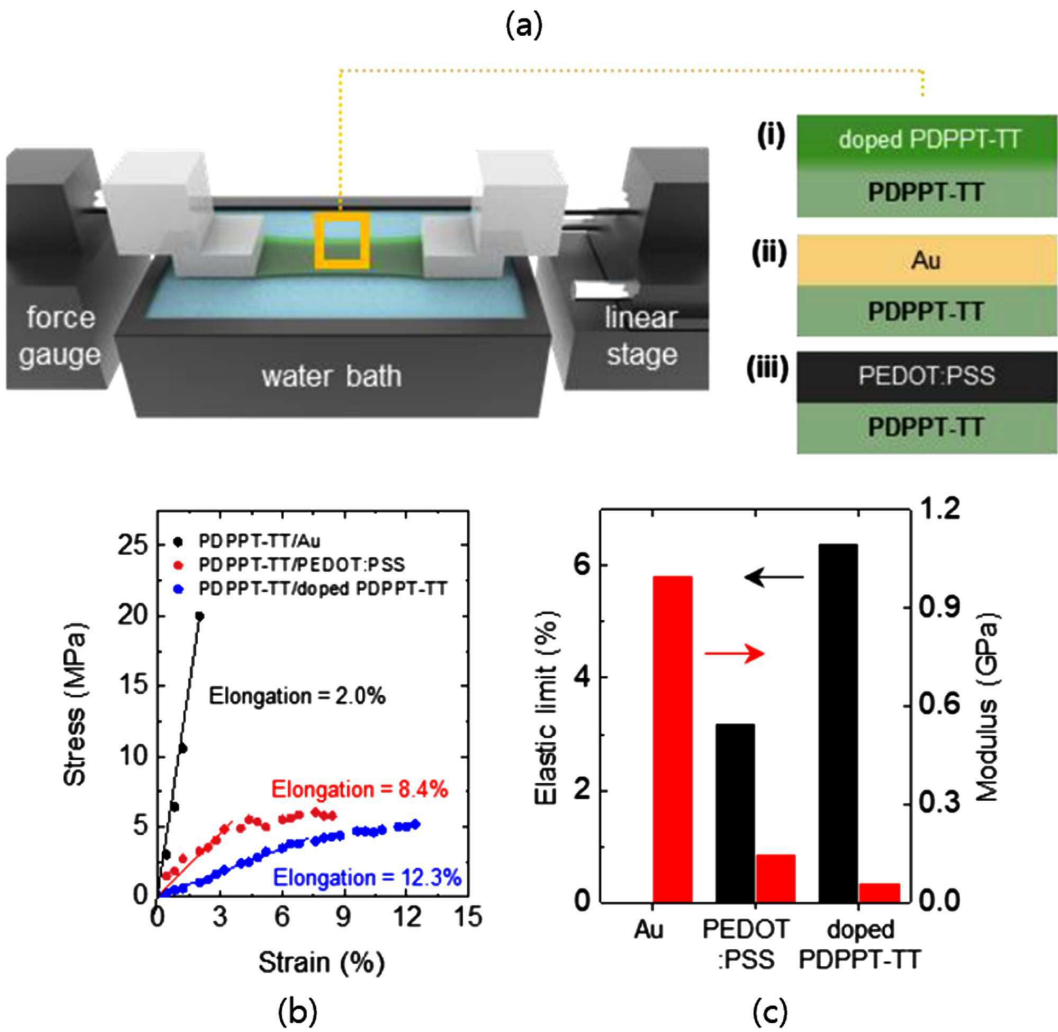 (a)
(i)
doped PDPPT-TT
PDPPT-TT
(ii)
Au
PDPPT-TT
(iii)
PEDOT:PSS
PDPPT-TT
force
gauge
water bath
linear
stage
Stress (MPa)
25
20
15
10
5
0
PDPPT-TT/Au
PDPPT-TT/PEDOT:PSS
PDPPT-TT/doped PDPPT-TT
Elongation = 2.0%
Elongation = 8.4%
Elongation = 12.3%
0 3 6 9 12 15
Strain (%)
(b)
Elastic limit (%)
6
4
2
0
1.2
0.9
0.6
0.3
0.0
Modulus (GPa)
Au
PEDOT
:PSS
doped
PDPPT-TT
(c)